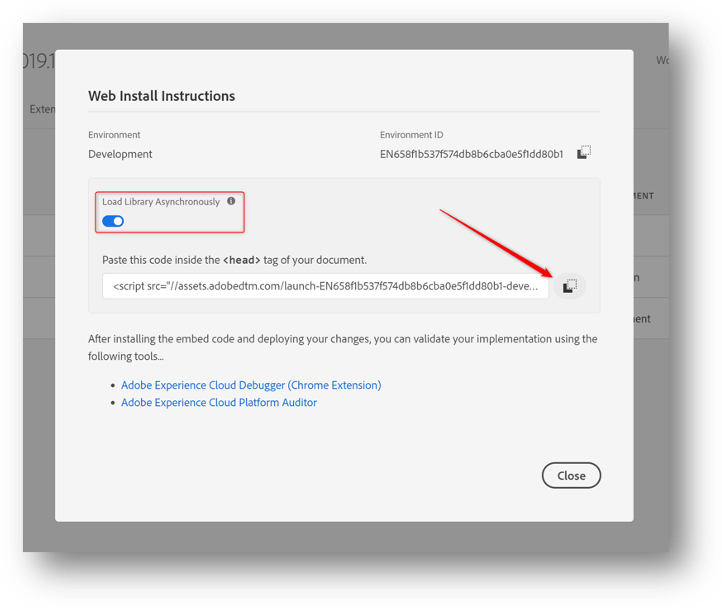 019.1
Wo
Exten
Web Install Instructions
Environment
Environment ID
Development
EN658f1b537f574db8b6cba0e5f1dd80b1
MENT
Load Library Asynchronously
Paste this code inside the <head> tag of your document.
<script src="//assets.adobedtm.com/launch-EN658f1b537f574db8b6cba0e5f1dd80b1-deve...
n
ent
After installing the embed code and deploying your changes, you can validate your implementation using the
following tools...
• Adobe Experience Cloud Debugger (Chrome Extension)
• Adobe Experience Cloud Platform Auditor
Close